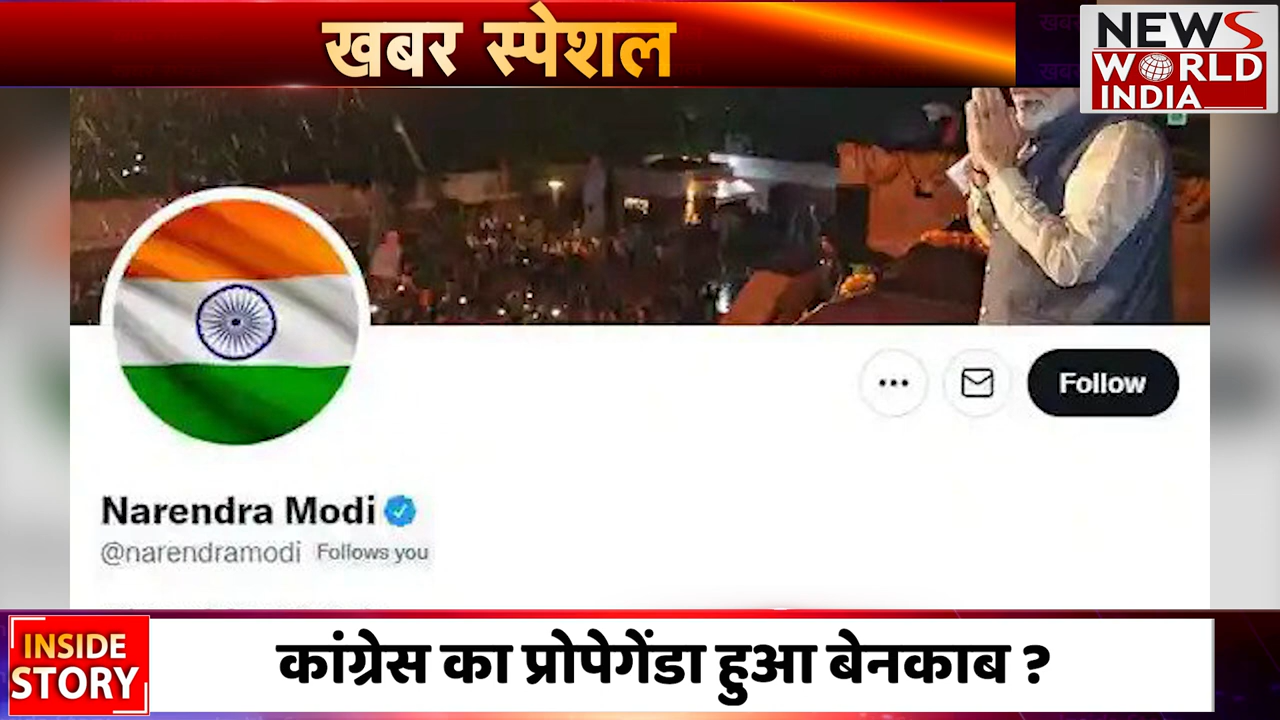 खबर स्पेशल
NEWS
WORLD
INDIA
Follow
Narendra Modi
@narendramodi Follows you
INSIDE
STORY
कांग्रेस का प्रोपेगेंडा हुआ बेनकाब ?